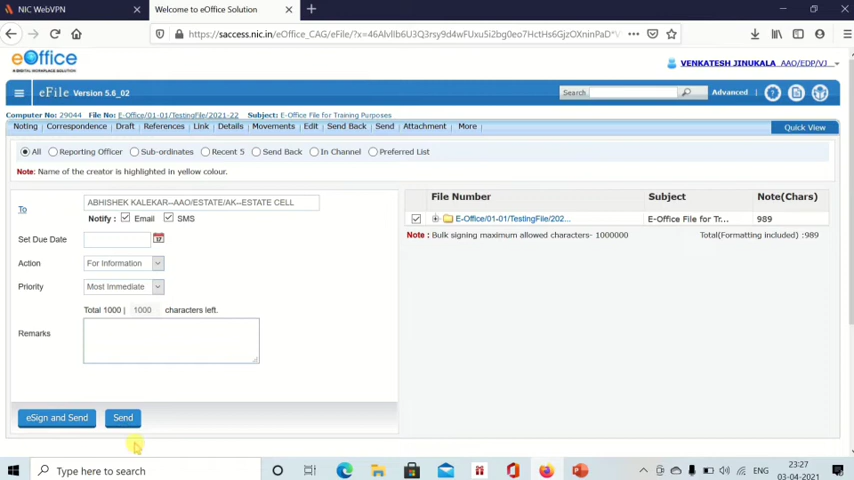 NIC WebVPN
Welcome to eOffice Solution
https://saccess.nic.in/eOffice_CAG/eFile/?x=46AlvIIb6U3Q3rsy9d4wFUxu5i2bg0eo7HctHs6GjzOXninPaD
eOffice
A DIGITAL WORKPLACE SOLUTION
VENKATESH JINUKALA AAO/EDP/VJ
eFile Version 5.6_02
Search
Advanced
Computer No: 29044 File No: E-Office/01-01/TestingFile/2021-22 Subject: E-Office File for Training Purposes
Noting Correspondence Draft References Link Details Movements Edit Send Back Send Attachment More
Quick View
All Reporting Officer Sub-ordinates Recent 5 Send Back In Channel Preferred List
Note: Name of the creator is highlighted in yellow colour.
To
ABHISHEK KALEKAR--AAO/ESTATE/AK--ESTATE CELL
Notify : Email SMS
Set Due Date
17
Action
For Information
Priority
Most Immediate
Total 1000 | 1000 characters left.
Remarks
eSign and Send
Send
File Number Subject Note(Chars)
E-Office/01-01/TestingFile/202... E-Office File for Tr... 989
Note : Bulk signing maximum allowed characters- 1000000
Total(Formatting included) :989
Type here to search
ENG
23:27
03-04-2021